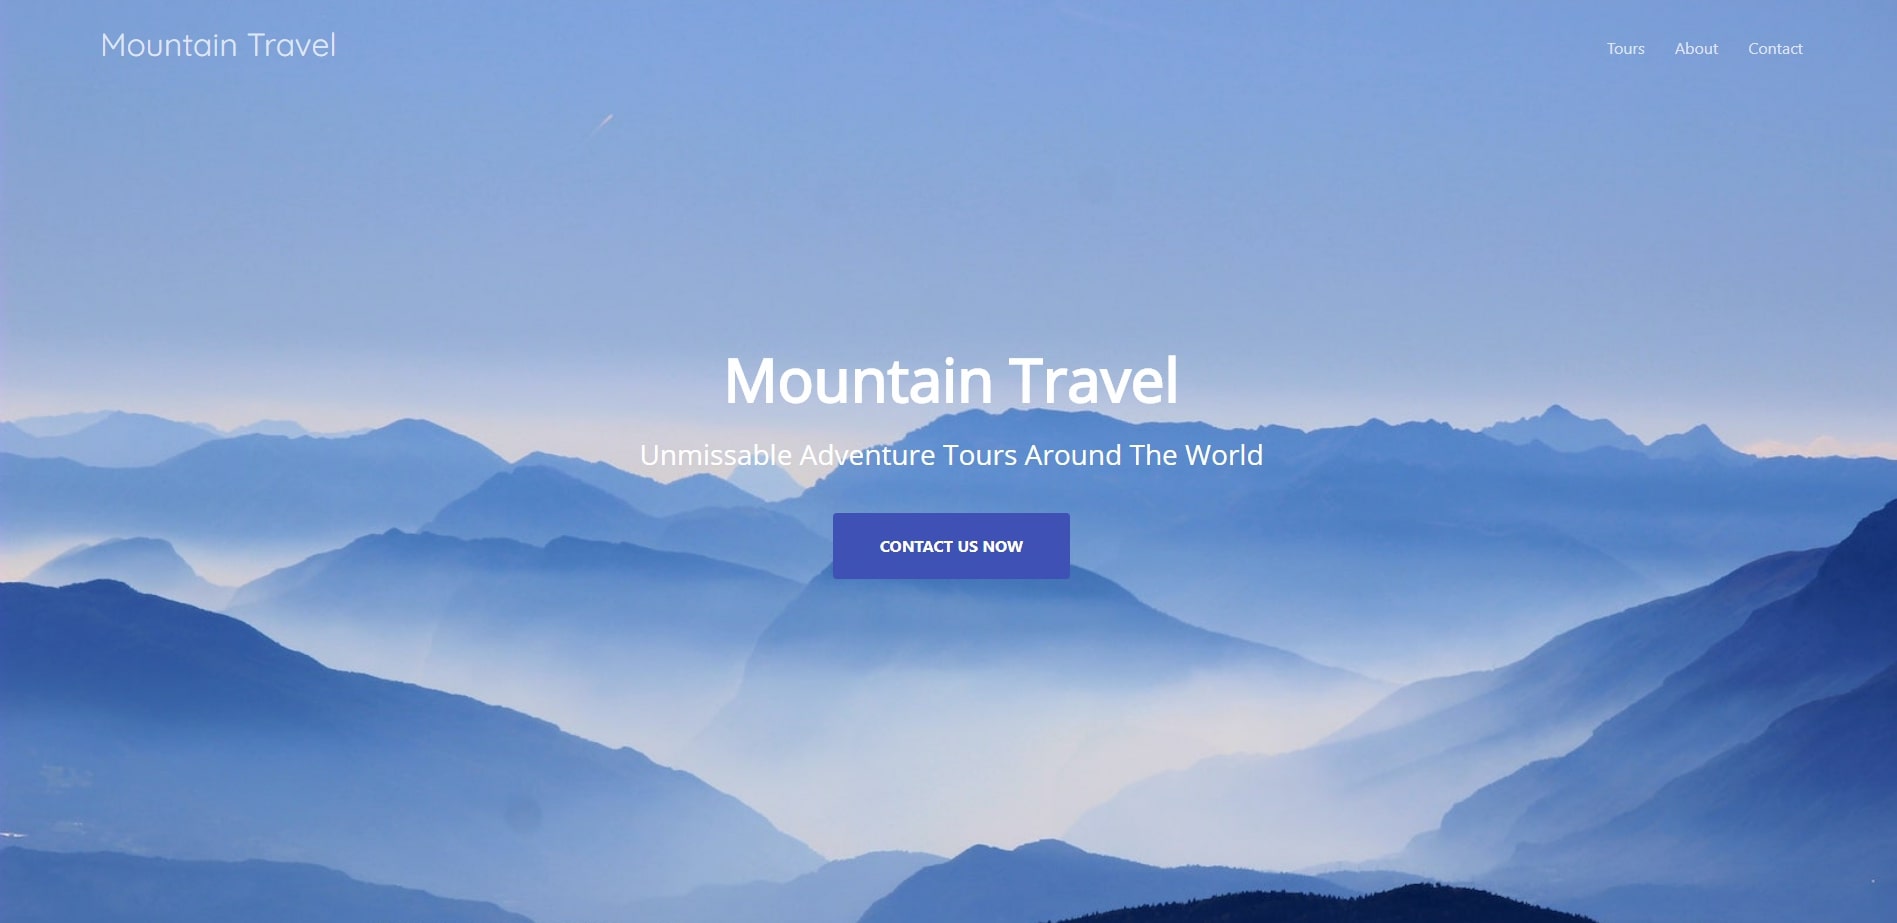 Mountain Travel
Tours About Contact
Mountain Travel
Unmissable Adventure Tours Around The World
CONTACT US NOW